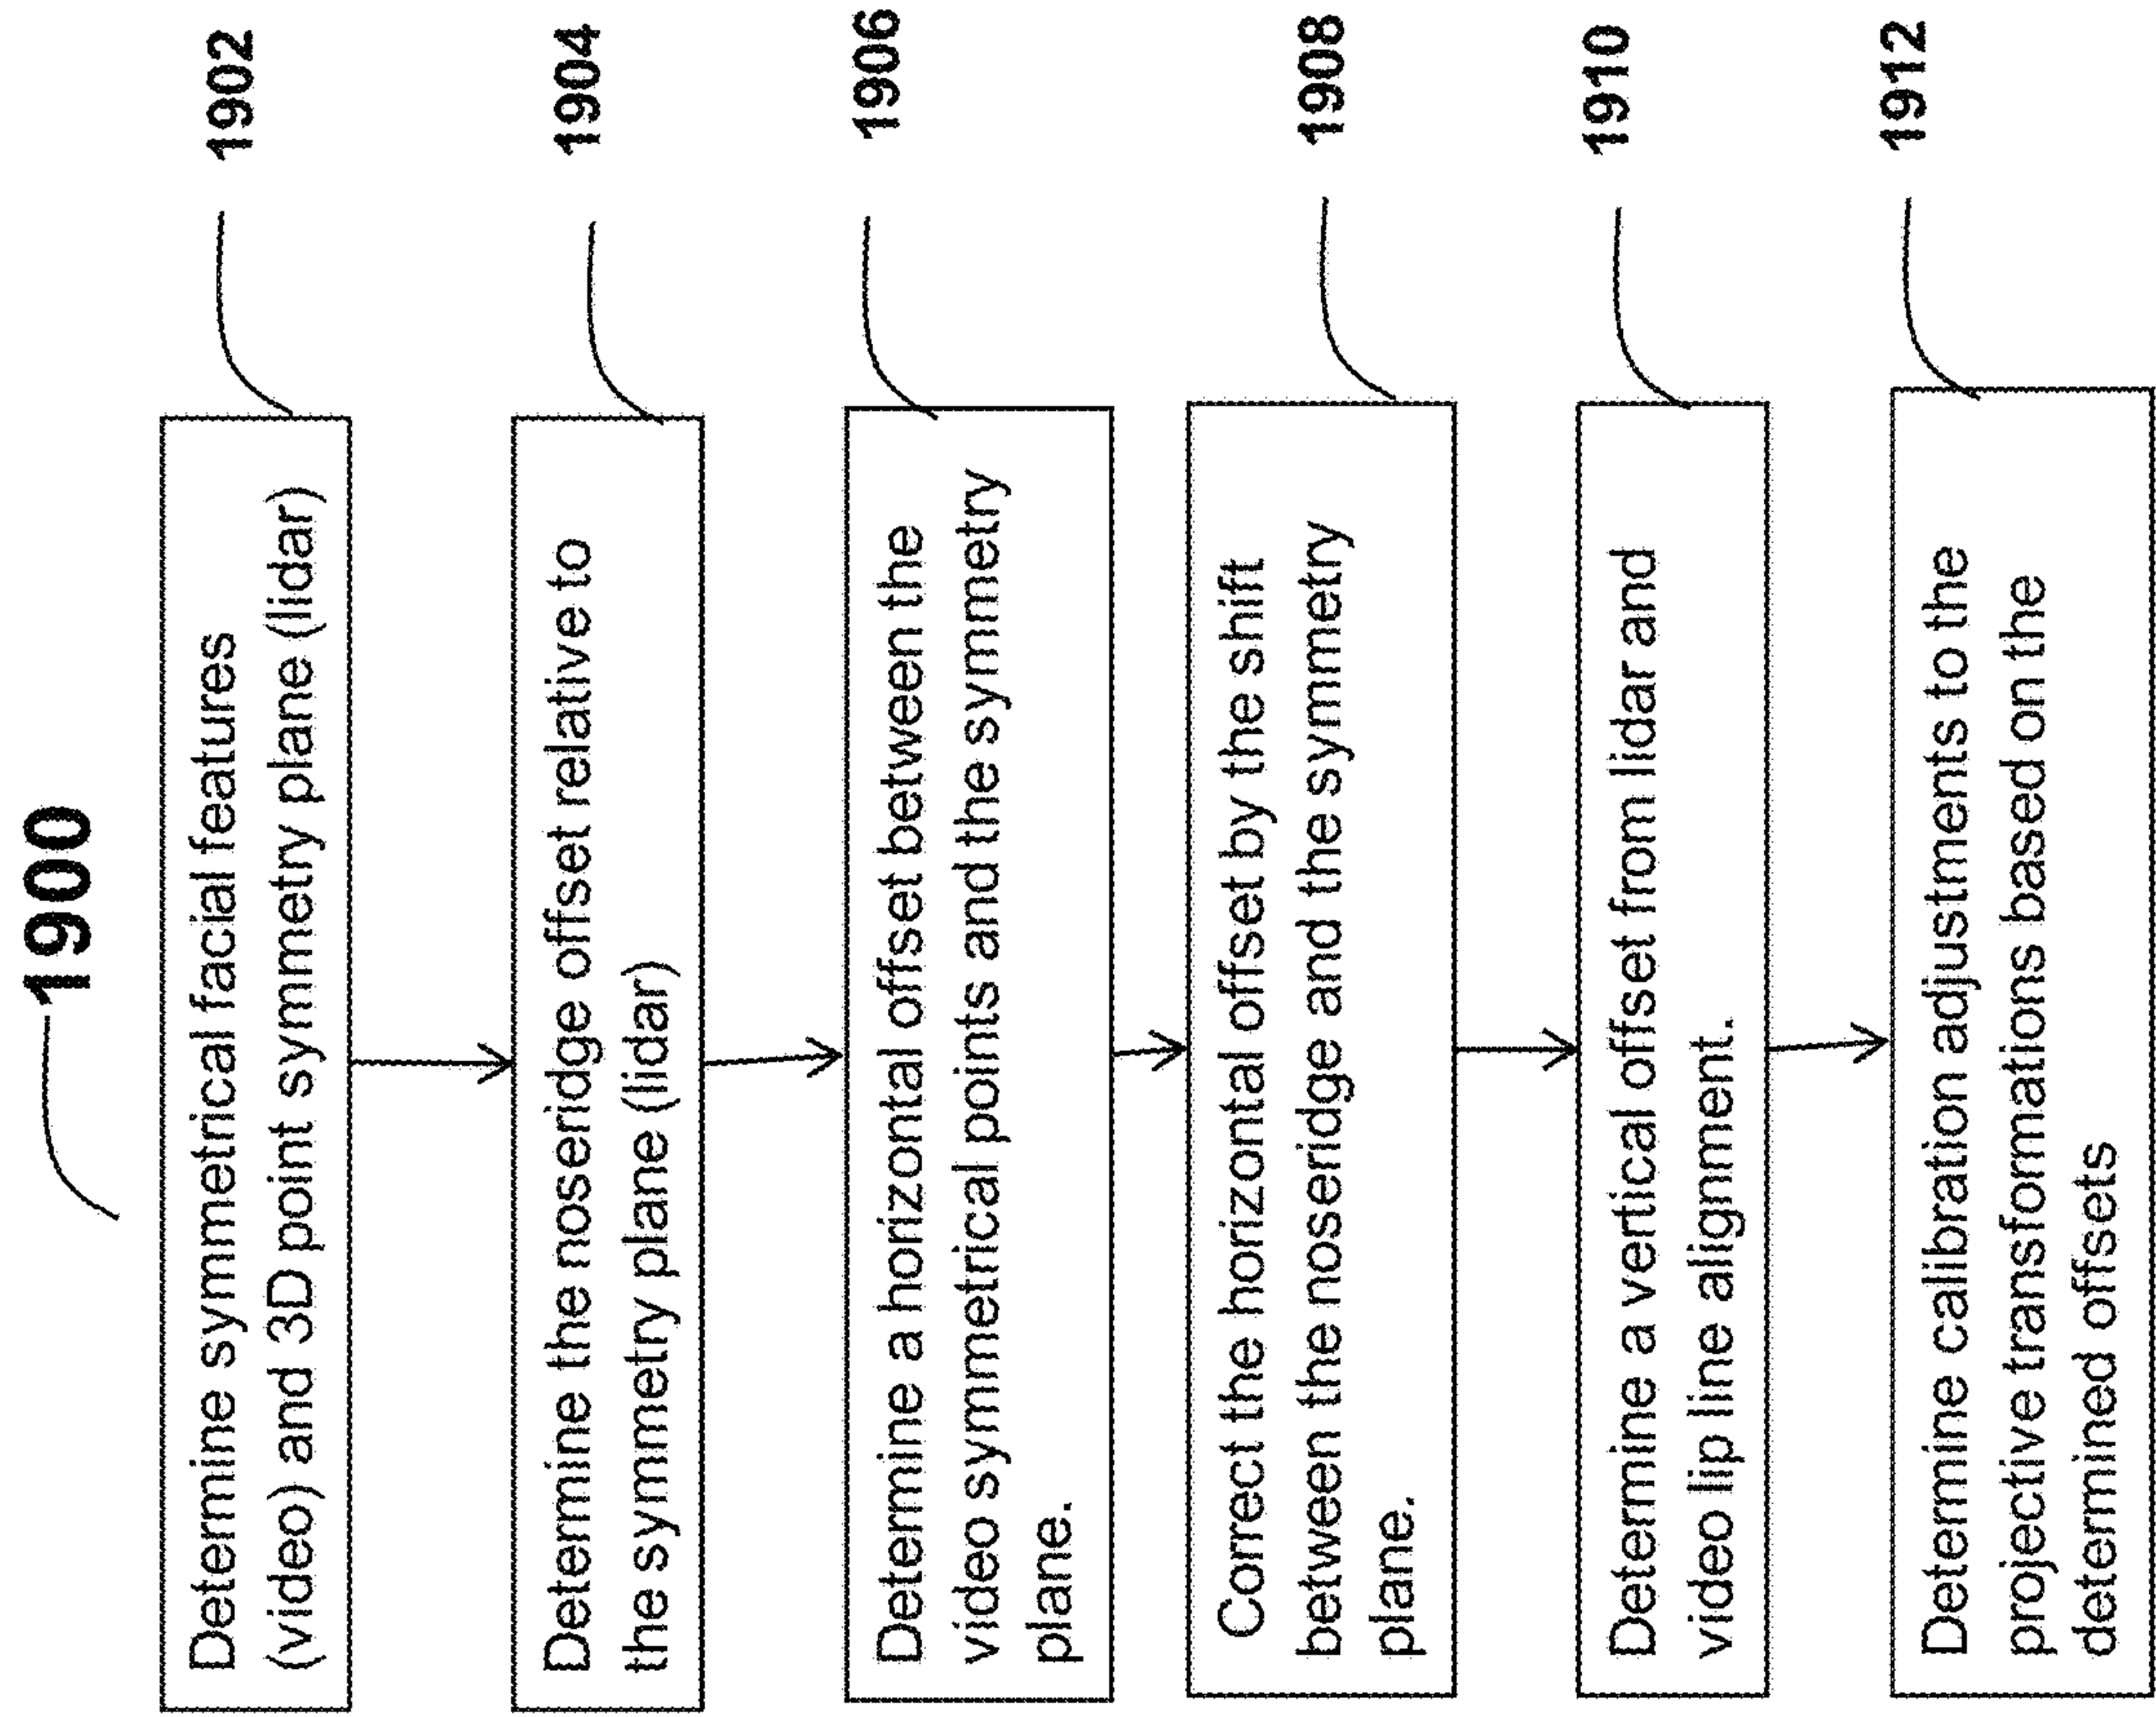 1900
Determine symmetrical facial features
(video) and 3D point symmetry plane (lidar)
1902
Determine the noseridge offset relative to
the symmetry plane (lidar)
1904
Determine a horizontal offset between the
video symmetrical points and the symmetry
plane.
1906
Correct the horizontal offset by the shift
between the noseridge and the symmetry
plane.
1908
Determine a vertical offset from lidar and
video lip line alignment.
1910
Determine calibration adjustments to the
projective transformations based on the
determined offsets
1912